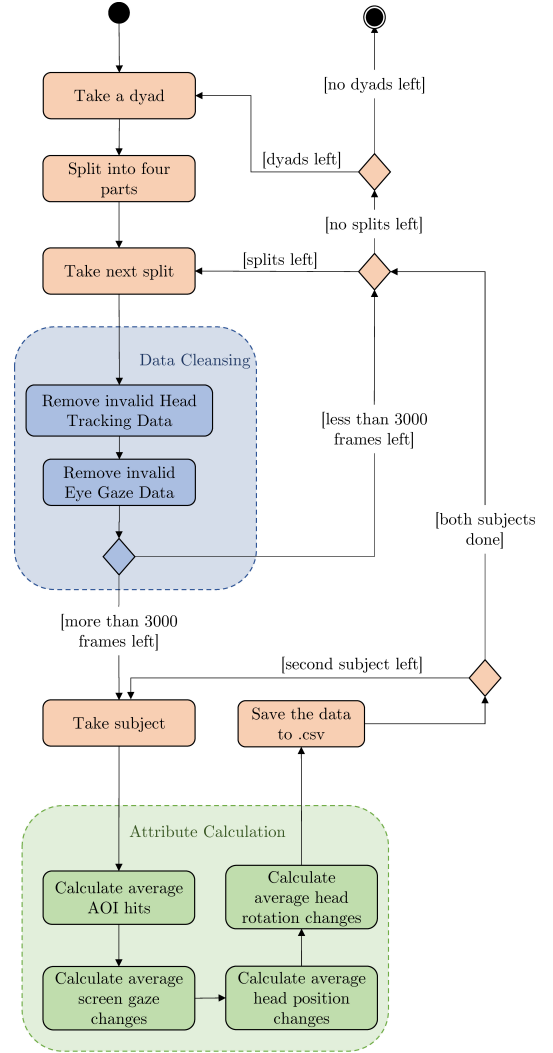 [no dyads left]
Take a dyad
[dyads left]
Split into four
parts
[no splits left]
[splits left]
Take next split
Data Cleansing
Remove invalid Head
Tracking Data
[less than 3000
frames left]
Remove invalid
Eye Gaze Data
[both subjects
done]
[more than 3000
frames left]
[second subject left]
Take subject
Save the data
to .csv
Attribute Calculation
Calculate average
AOI hits
Calculate
average head
rotation changes
Calculate average
screen gaze
changes
Calculate average
head position
changes